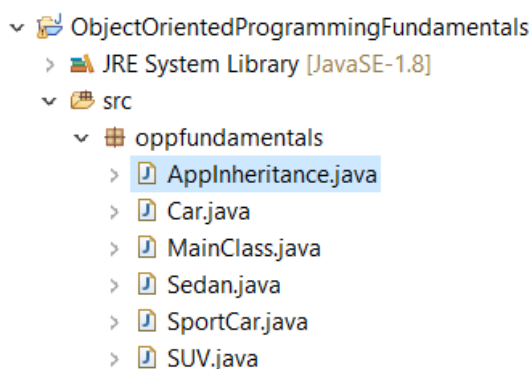 ObjectOrientedProgrammingFundamentals
JRE System Library [JavaSE-1.8]
src
oppfundamentals
AppInheritance.java
Car.java
MainClass.java
Sedan.java
SportCar.java
SUV.java